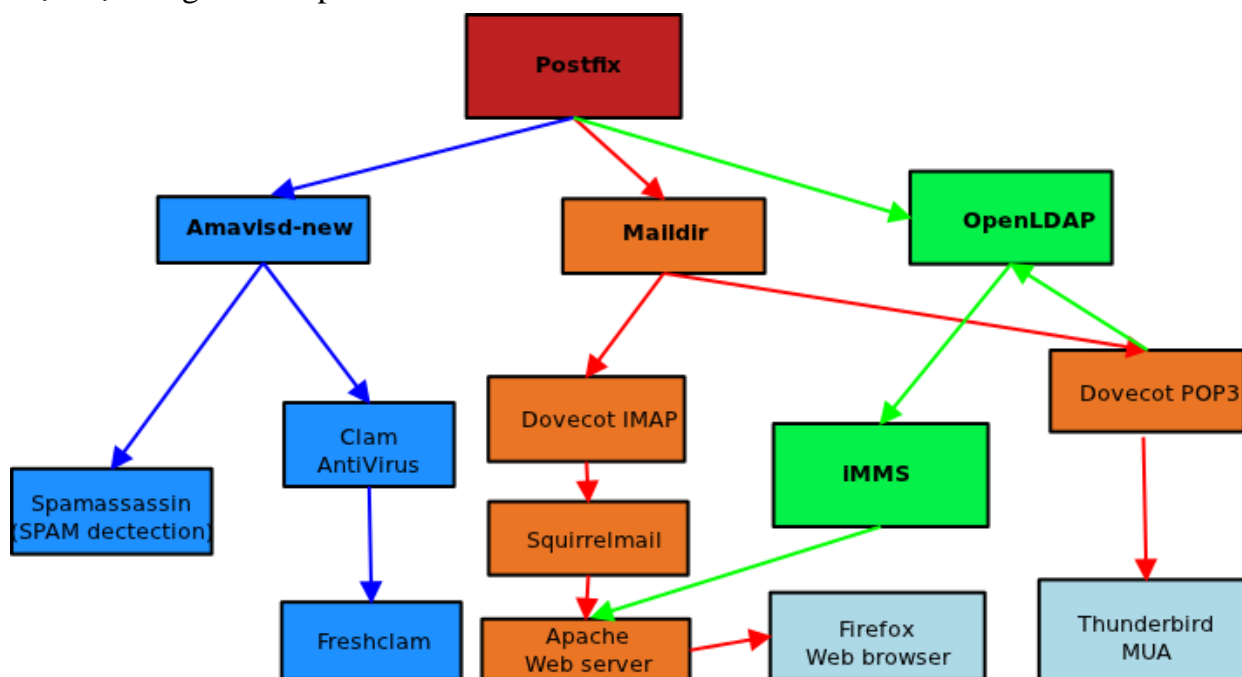 Postfix
Amavisd-new
Maildir
OpenLDAP
Dovecot IMAP
Clam
AntiVirus
iMMS
Dovecot POP3
Spamassassin
(SPAM dectection)
Squirrelmail
Freshclam
Apache
Web server
Firefox
Web browser
Thunderbird
MUA